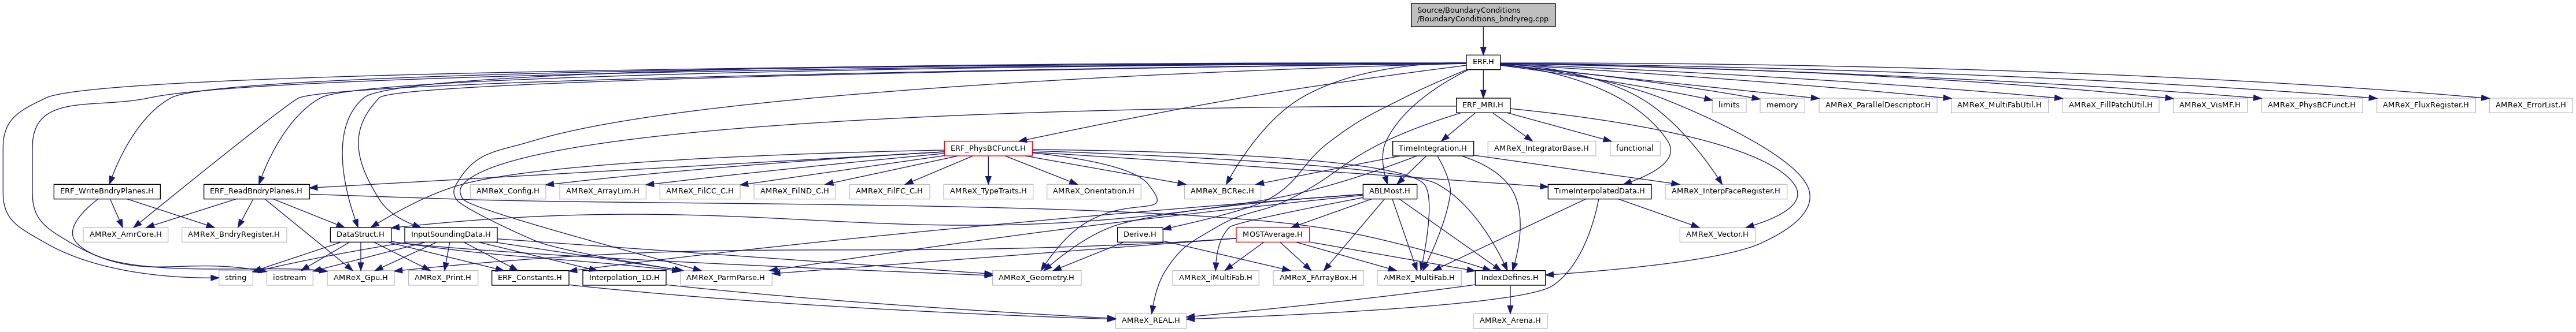 Source/BoundaryConditions
/BoundaryConditions_bndryreg.cpp
ERF.H
ERF_MRI.H
limits
memory
AMReX_ParallelDescriptor.H
AMReX_MultiFabUtil.H
AMReX_FillPatchUtil.H
AMReX_VisMF.H
AMReX_PhysBCFunct.H
AMReX_FluxRegister.H
AMReX_ErrorList.H
ERF_PhysBCFunct.H
TimeIntegration.H
AMReX_IntegratorBase.H
functional
ERF_WriteBndryPlanes.H
ERF_ReadBndryPlanes.H
AMReX_Config.H
AMReX_ArrayLim.H
AMReX_FilCC_C.H
AMReX_FilND_C.H
AMReX_FilFC_C.H
AMReX_TypeTraits.H
AMReX_Orientation.H
AMReX_BCRec.H
ABLMost.H
TimeInterpolatedData.H
AMReX_InterpFaceRegister.H
AMReX_AmrCore.H
AMReX_BndryRegister.H
DataStruct.H
InputSoundingData.H
Derive.H
MOSTAverage.H
AMReX_Vector.H
string
iostream
AMReX_Gpu.H
AMReX_Print.H
ERF_Constants.H
Interpolation_1D.H
AMReX_ParmParse.H
AMReX_Geometry.H
AMReX_iMultiFab.H
AMReX_FArrayBox.H
AMReX_MultiFab.H
IndexDefines.H
AMReX_REAL.H
AMReX_Arena.H